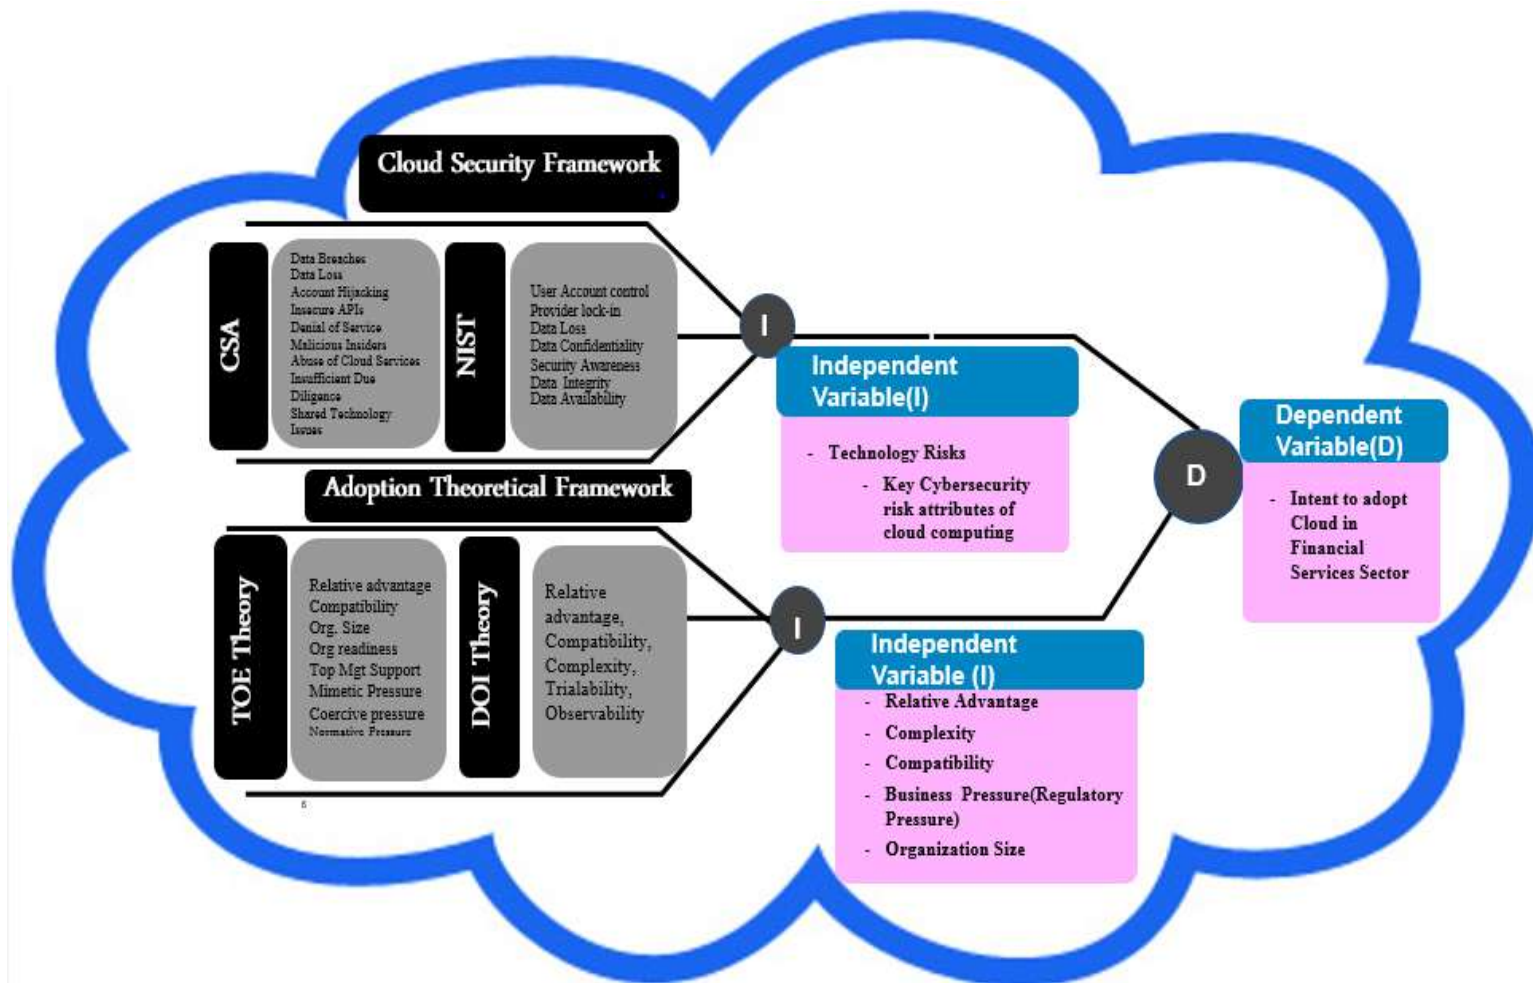 Cloud Security Framework
CSA
Data Breaches
Data Loss
Account Hijacking
Insecure APIs
Denial of Service
Malicious Insiders
Abuse of Cloud Services
Insufficient Due
Diligence
Shared Technology
Issues
NIST
User Account control
Provider lock-in
Data Loss
Data Confidentiality
Security Awareness
Data Integrity
Data Availability
I
Independent
Variable(I)
- Technology Risks
- Key Cybersecurity
risk attributes of
cloud computing
D
Dependent
Variable(D)
- Intent to adopt
Cloud in
Financial
Services Sector
Adoption Theoretical Framework
TOE Theory
Relative advantage
Compatibility
Org. Size
Org readiness
Top Mgt Support
Mimetic Pressure
Coercive pressure
Normative Pressure
DOI Theory
Relative
advantage,
Compatibility,
Complexity,
Trialability,
Observability
I
Independent
Variable (I)
- Relative Advantage
- Complexity
- Compatibility
- Business Pressure(Regulatory
Pressure)
- Organization Size